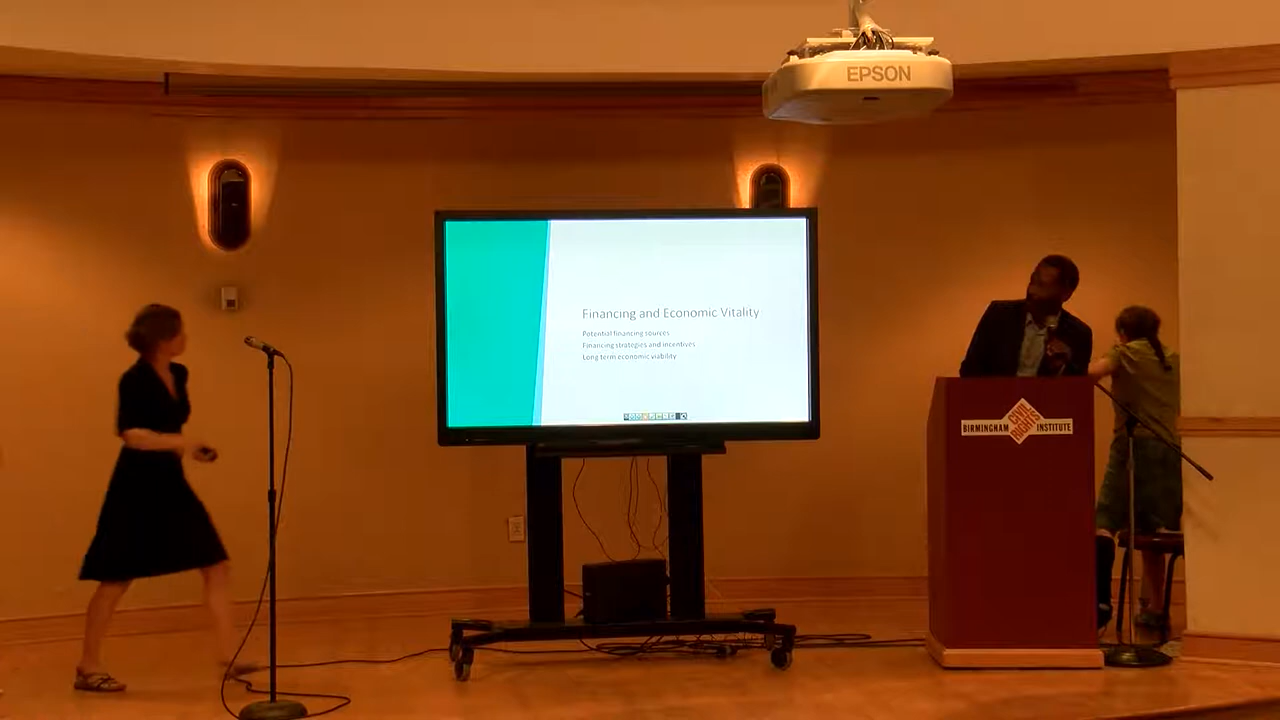 EPSON
Financing and Economic Vitality
Potential financing sources
Financing strategies and incentives
Long term economic viability
BIRMINGHAM CIVIL RIGHTS INSTITUTE